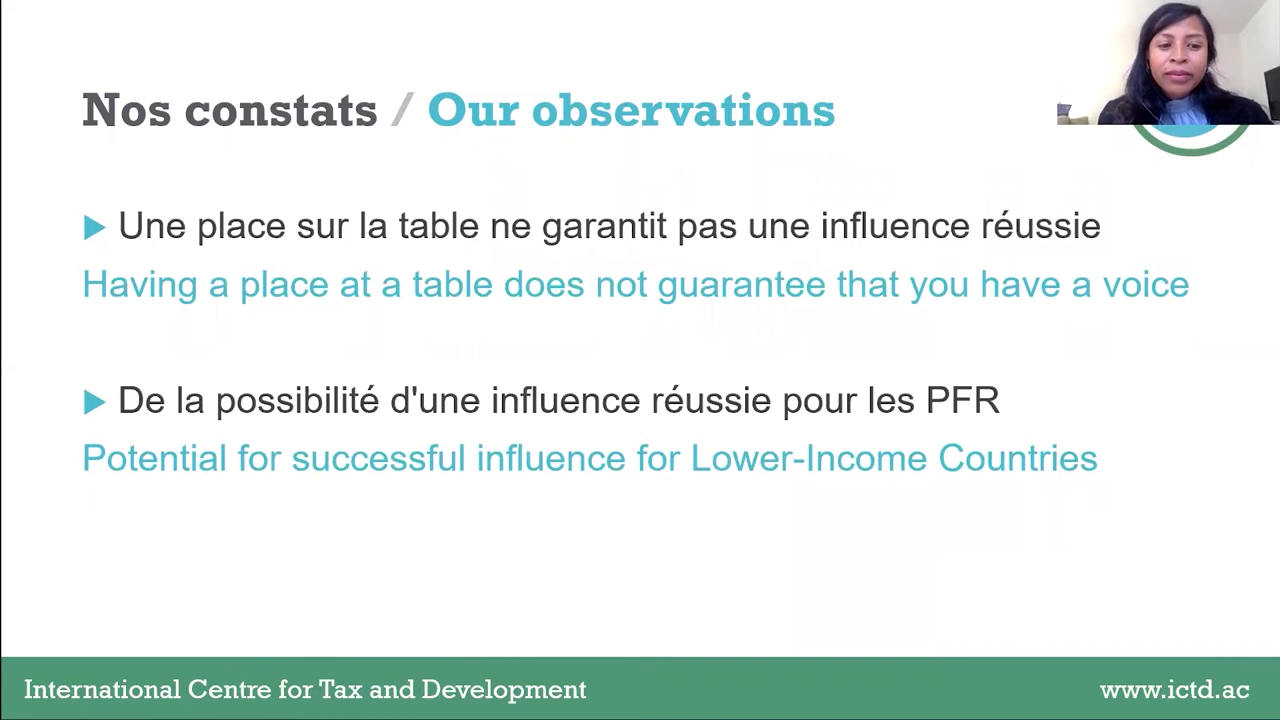 Nos constats / Our observations
Une place sur la table ne garantit pas une influence réussie
Having a place at a table does not guarantee that you have a voice
De la possibilité d'une influence réussie pour les PFR
Potential for successful influence for Lower-Income Countries
International Centre for Tax and Development
www.ictd.ac